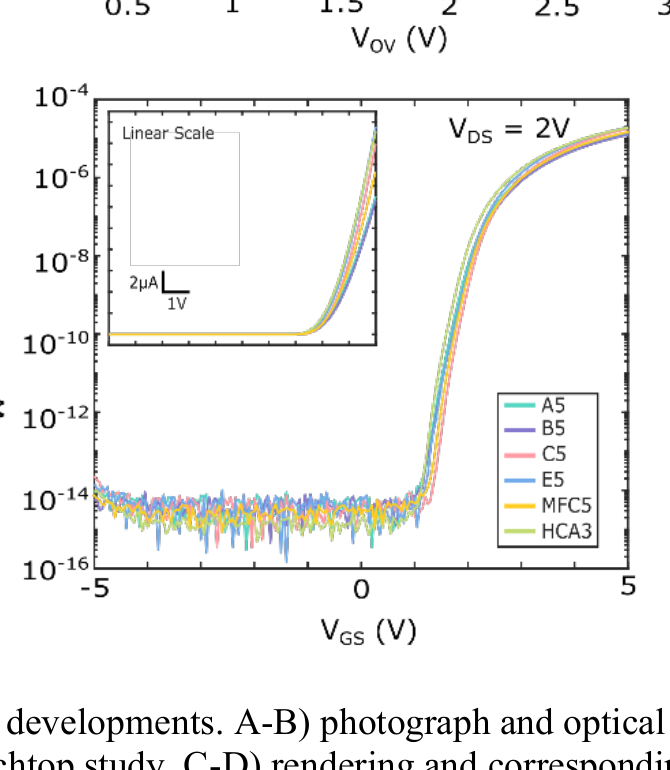 0.5 1 1.5 2 2.5 3
V_OV (V)
10^-4
V_DS = 2V
Linear Scale
10^-6
10^-8
2µA
1V
10^-10
10^-12
A5
B5
C5
E5
MFC5
HCA3
10^-14
10^-16
-5 0 5
V_GS (V)
developments. A-B) photograph and optical
chtop study. C-D) rendering and correspondi